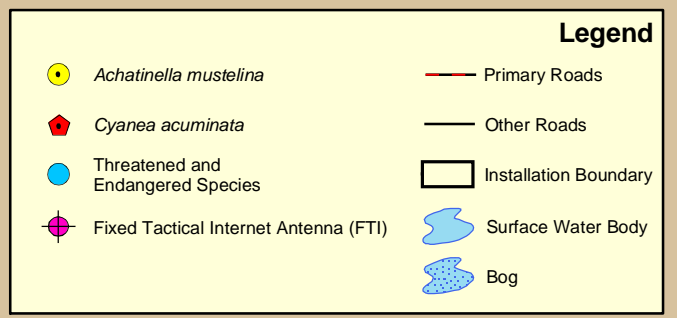 Legend
Achatinella mustelina
Cyanea acuminata
Threatened and
Endangered Species
Fixed Tactical Internet Antenna (FTI)
Primary Roads
Other Roads
Installation Boundary
Surface Water Body
Bog